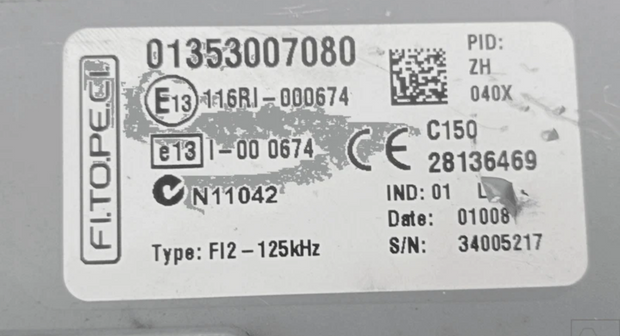 FI.TO.PE.CI.
01353007080
E13 116RI-000674
e13 I-00 0674
N11042
Type: FI2-125kHz
PID:
ZH
040X
CE C150
28136469
IND: 01
Date: 01008
S/N: 34005217